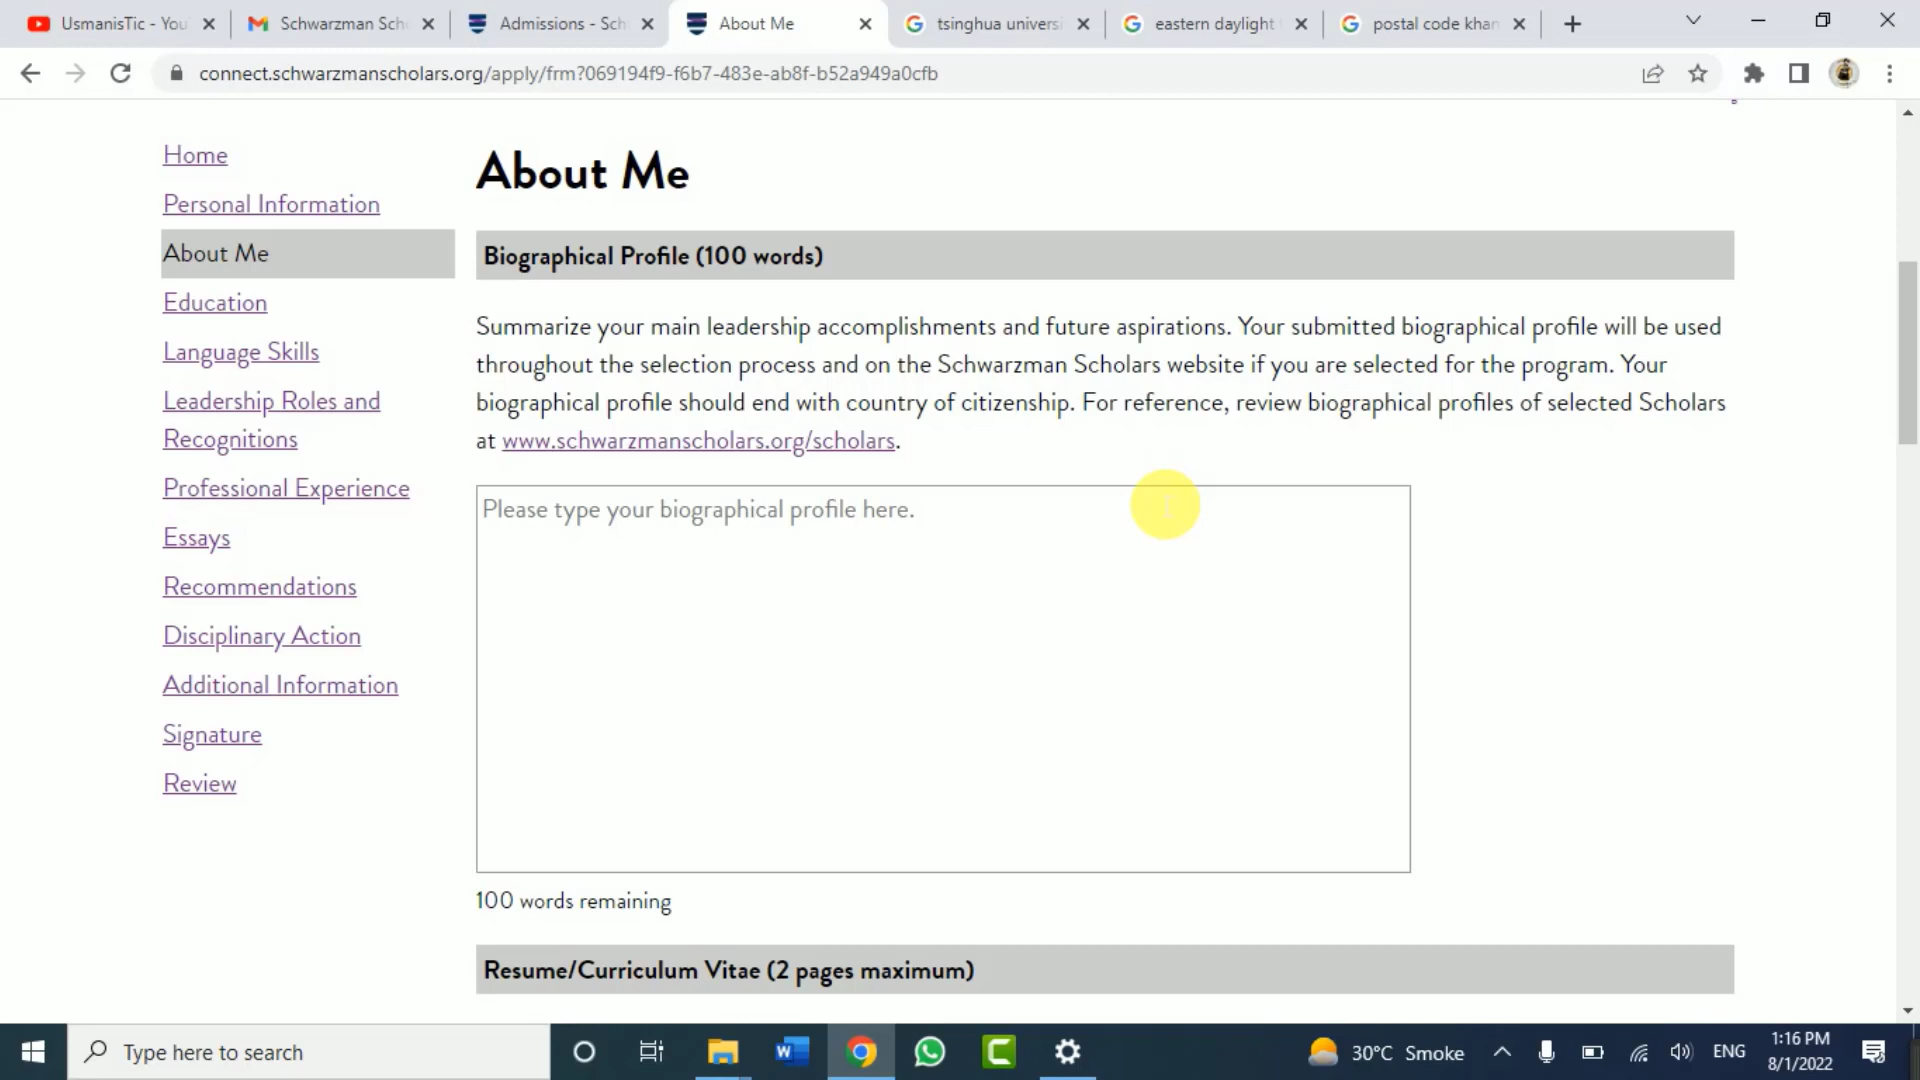 UsmanisTic - You
Schwarzman Sch
Admissions - Sch
About Me
tsinghua universi
eastern daylight
postal code khan
connect.schwarzmanscholars.org/apply/frm?069194f9-f6b7-483e-ab8f-b52a949a0cfb
Home
Personal Information
About Me
Education
Language Skills
Leadership Roles and
Recognitions
Professional Experience
Essays
Recommendations
Disciplinary Action
Additional Information
Signature
Review
About Me
Biographical Profile (100 words)
Summarize your main leadership accomplishments and future aspirations. Your submitted biographical profile will be used
throughout the selection process and on the Schwarzman Scholars website if you are selected for the program. Your
biographical profile should end with country of citizenship. For reference, review biographical profiles of selected Scholars
at www.schwarzmanscholars.org/scholars.
Please type your biographical profile here.
100 words remaining
Resume/Curriculum Vitae (2 pages maximum)
Type here to search
30°C Smoke
ENG
1:16 PM
8/1/2022